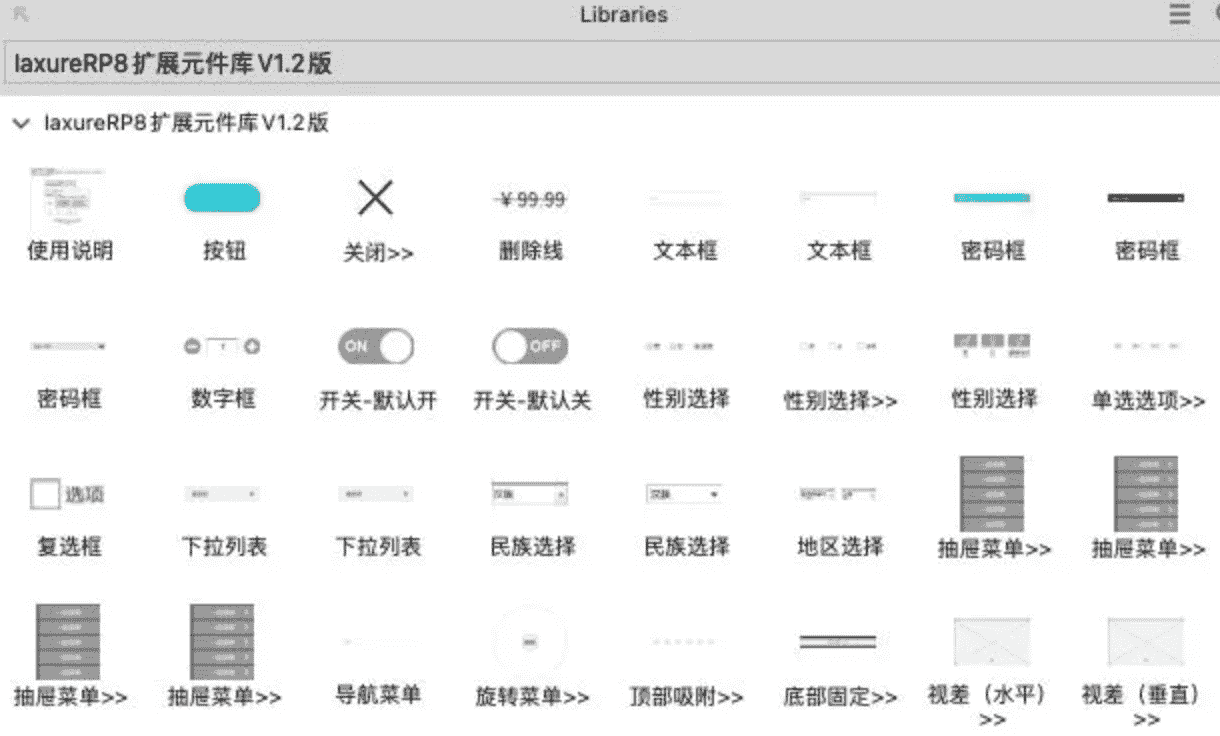 Libraries
IaxureRP8扩展元件库V1.2版
IaxureRP8扩展元件库V1.2版
¥99.99
使用说明 按钮 关闭>> 删除线 文本框 文本框 密码框 密码框
ON OFF
密码框 数字框 开关-默认开 开关-默认关 性别选择 性别选择>> 性别选择 单选选项>>
选项 汉族 汉族
复选框 下拉列表 下拉列表 民族选择 民族选择 地区选择 抽屉菜单>> 抽屉菜单>>
抽屉菜单>> 抽屉菜单>> 导航菜单 旋转菜单>> 顶部吸附>> 底部固定>> 视差（水平）>> 视差（垂直）>>